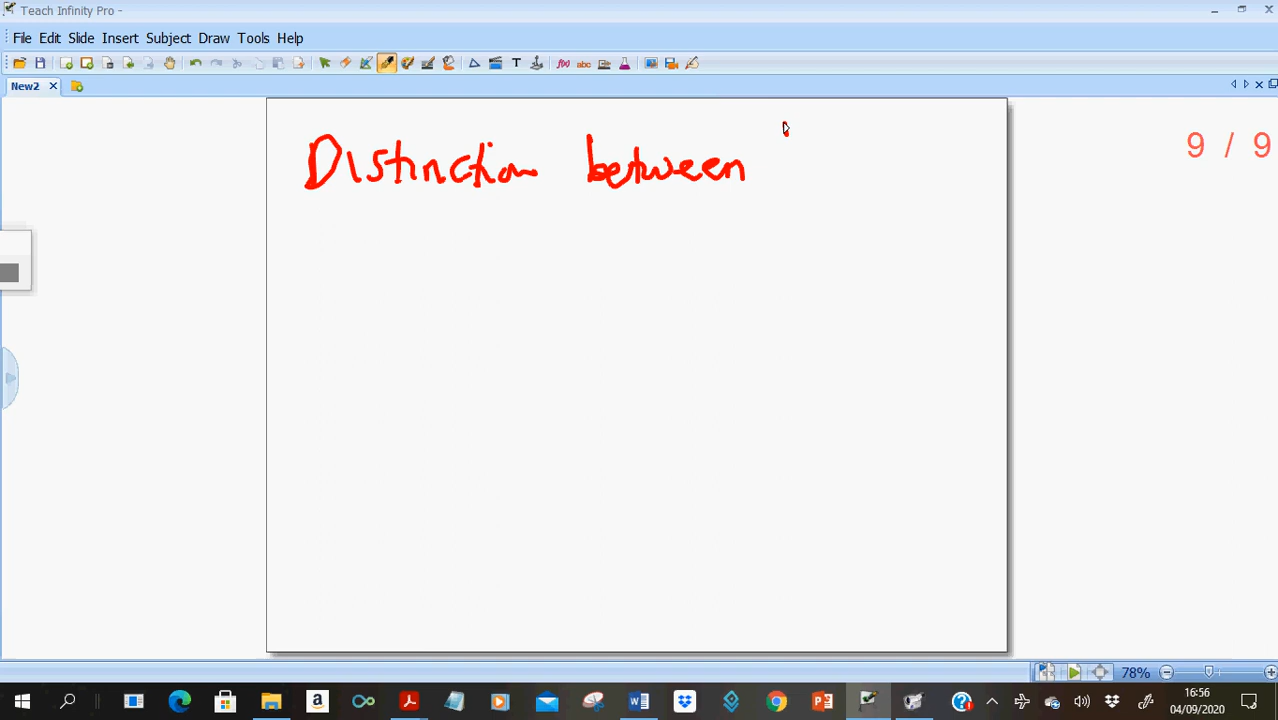 Teach Infinity Pro -
File Edit Slide Insert Subject Draw Tools Help
New2
Distinction between
9 / 9
78%
16:56
04/09/2020